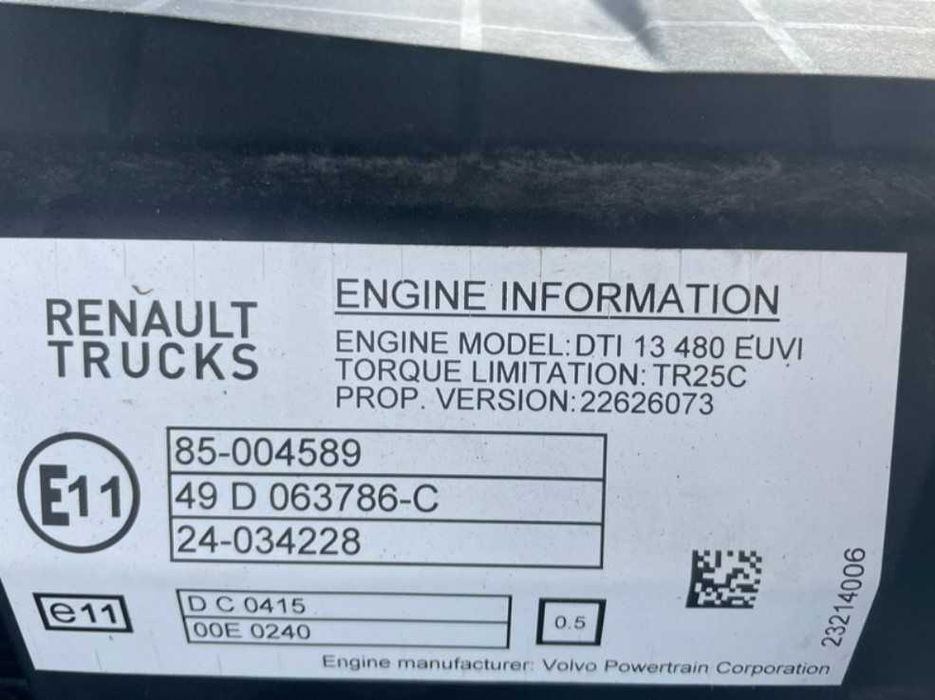 RENAULT
TRUCKS
ENGINE INFORMATION
ENGINE MODEL:DTI 13 480 EUVI
TORQUE LIMITATION: TR25C
PROP. VERSION:22626073
E11
85-004589
49 D 063786-C
24-034228
e11
D C 0415
00E 0240
0.5
23214006
Engine manufacturer: Volvo Powertrain Corporation